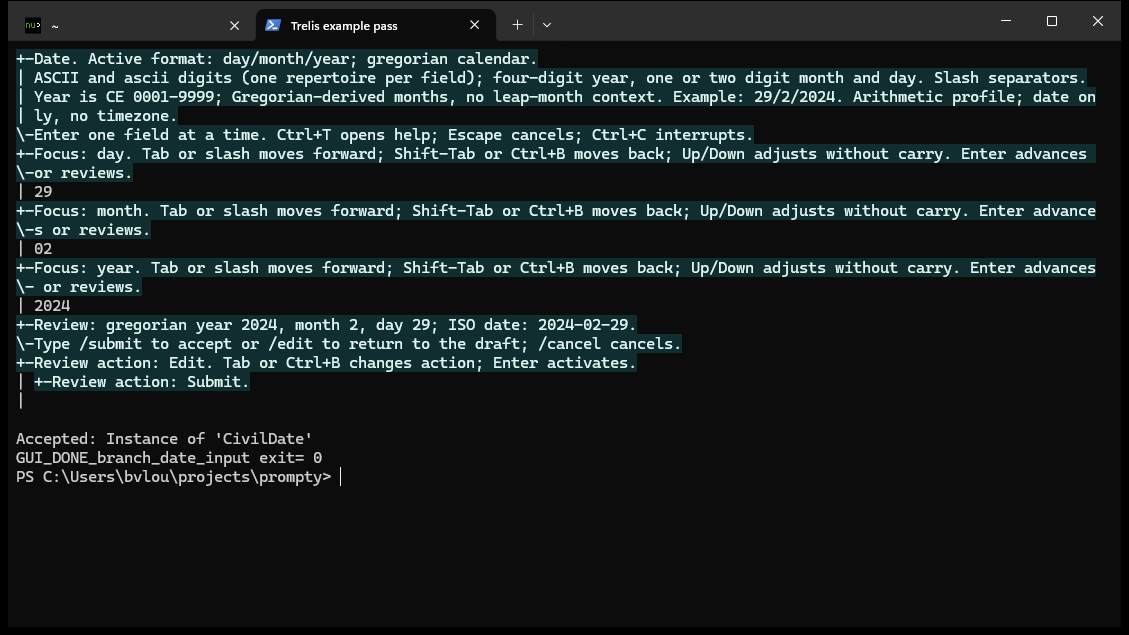 nu> ~
Trelis example pass
+-Date. Active format: day/month/year; gregorian calendar.
| ASCII and ascii digits (one repertoire per field); four-digit year, one or two digit month and day. Slash separators.
| Year is CE 0001-9999; Gregorian-derived months, no leap-month context. Example: 29/2/2024. Arithmetic profile; date on
| ly, no timezone.
\-Enter one field at a time. Ctrl+T opens help; Escape cancels; Ctrl+C interrupts.
+-Focus: day. Tab or slash moves forward; Shift-Tab or Ctrl+B moves back; Up/Down adjusts without carry. Enter advances
\-or reviews.
| 29
+-Focus: month. Tab or slash moves forward; Shift-Tab or Ctrl+B moves back; Up/Down adjusts without carry. Enter advance
\-s or reviews.
| 02
+-Focus: year. Tab or slash moves forward; Shift-Tab or Ctrl+B moves back; Up/Down adjusts without carry. Enter advances
\- or reviews.
| 2024
+-Review: gregorian year 2024, month 2, day 29; ISO date: 2024-02-29.
\-Type /submit to accept or /edit to return to the draft; /cancel cancels.
+-Review action: Edit. Tab or Ctrl+B changes action; Enter activates.
| +-Review action: Submit.
|
Accepted: Instance of 'CivilDate'
GUI_DONE_branch_date_input exit= 0
PS C:\Users\bvlou\projects\prompty>